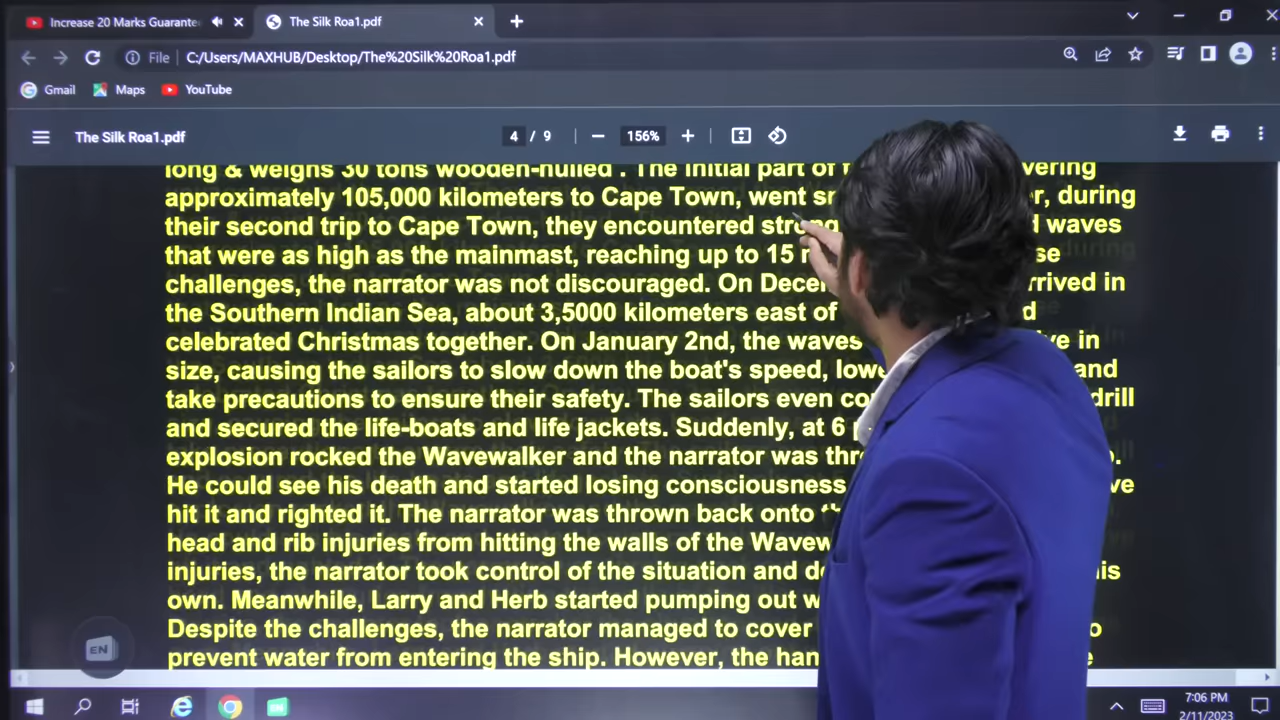 Increase 20 Marks Guarante
The Silk Roa1.pdf
File C:/Users/MAXHUB/Desktop/The%20Silk%20Roa1.pdf
Gmail Maps YouTube
The Silk Roa1.pdf 4 / 9 156%
long & weighs 30 tons wooden-hulled . The initial part of vering
approximately 105,000 kilometers to Cape Town, went during
their second trip to Cape Town, they encountered waves
that were as high as the mainmast, reaching up to 15
challenges, the narrator was not discouraged. On rrived in
the Southern Indian Sea, about 3,5000 kilometers east of
celebrated Christmas together. On January 2nd, the waves in
size, causing the sailors to slow down the boat's speed, and
take precautions to ensure their safety. The sailors even drill
and secured the life-boats and life jackets. Suddenly, at 6
explosion rocked the Wavewalker and the narrator was
He could see his death and started losing consciousness
hit it and righted it. The narrator was thrown back onto
head and rib injuries from hitting the walls of the
injuries, the narrator took control of the situation and
own. Meanwhile, Larry and Herb started pumping out
Despite the challenges, the narrator managed to cover
prevent water from entering the ship. However, the
EN
7:06 PM
2/11/2023